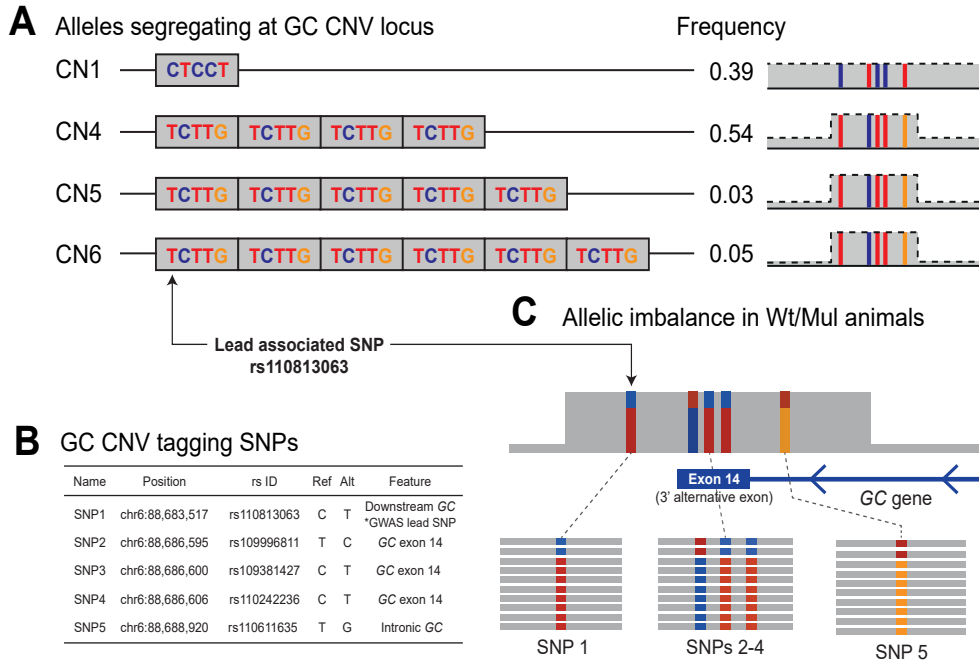 A Alleles segregating at GC CNV locus Frequency
CN1 CTCCT 0.39
CN4 TCTTG TCTTG TCTTG TCTTG 0.54
CN5 TCTTG TCTTG TCTTG TCTTG TCTTG 0.03
CN6 TCTTG TCTTG TCTTG TCTTG TCTTG TCTTG 0.05
Lead associated SNP
rs110813063
B GC CNV tagging SNPs
Name Position rs ID Ref Alt Feature
SNP1 chr6:88,683,517 rs110813063 C T Downstream GC
*GWAS lead SNP
SNP2 chr6:88,686,595 rs109996811 T C GC exon 14
SNP3 chr6:88,686,600 rs109381427 C T GC exon 14
SNP4 chr6:88,686,606 rs110242236 C T GC exon 14
SNP5 chr6:88,688,920 rs110611635 T G Intronic GC
C Allelic imbalance in Wt/Mul animals
Exon 14
(3' alternative exon)
GC gene
SNP 1
SNPs 2-4
SNP 5